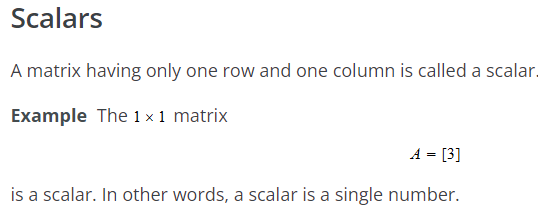 Scalars
A matrix having only one row and one column is called a scalar.
Example The 1 × 1 matrix
A = [3]
is a scalar. In other words, a scalar is a single number.